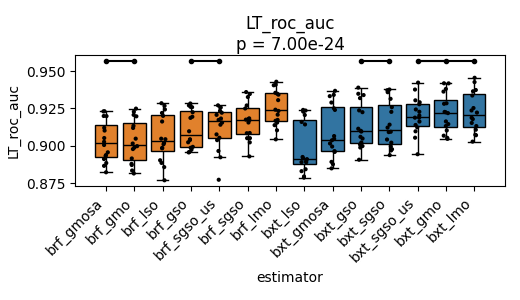 LT_roc_auc
p = 7.00e-24
LT_roc_auc
0.950
0.925
0.900
0.875
brf_gmosa
brf_gmo
brf_lso
brf_gso
brf_sgso_us
brf_sgso
brf_lmo
bxt_lso
bxt_gmosa
bxt_gso
bxt_sgso
bxt_sgso_us
bxt_gmo
bxt_lmo
estimator